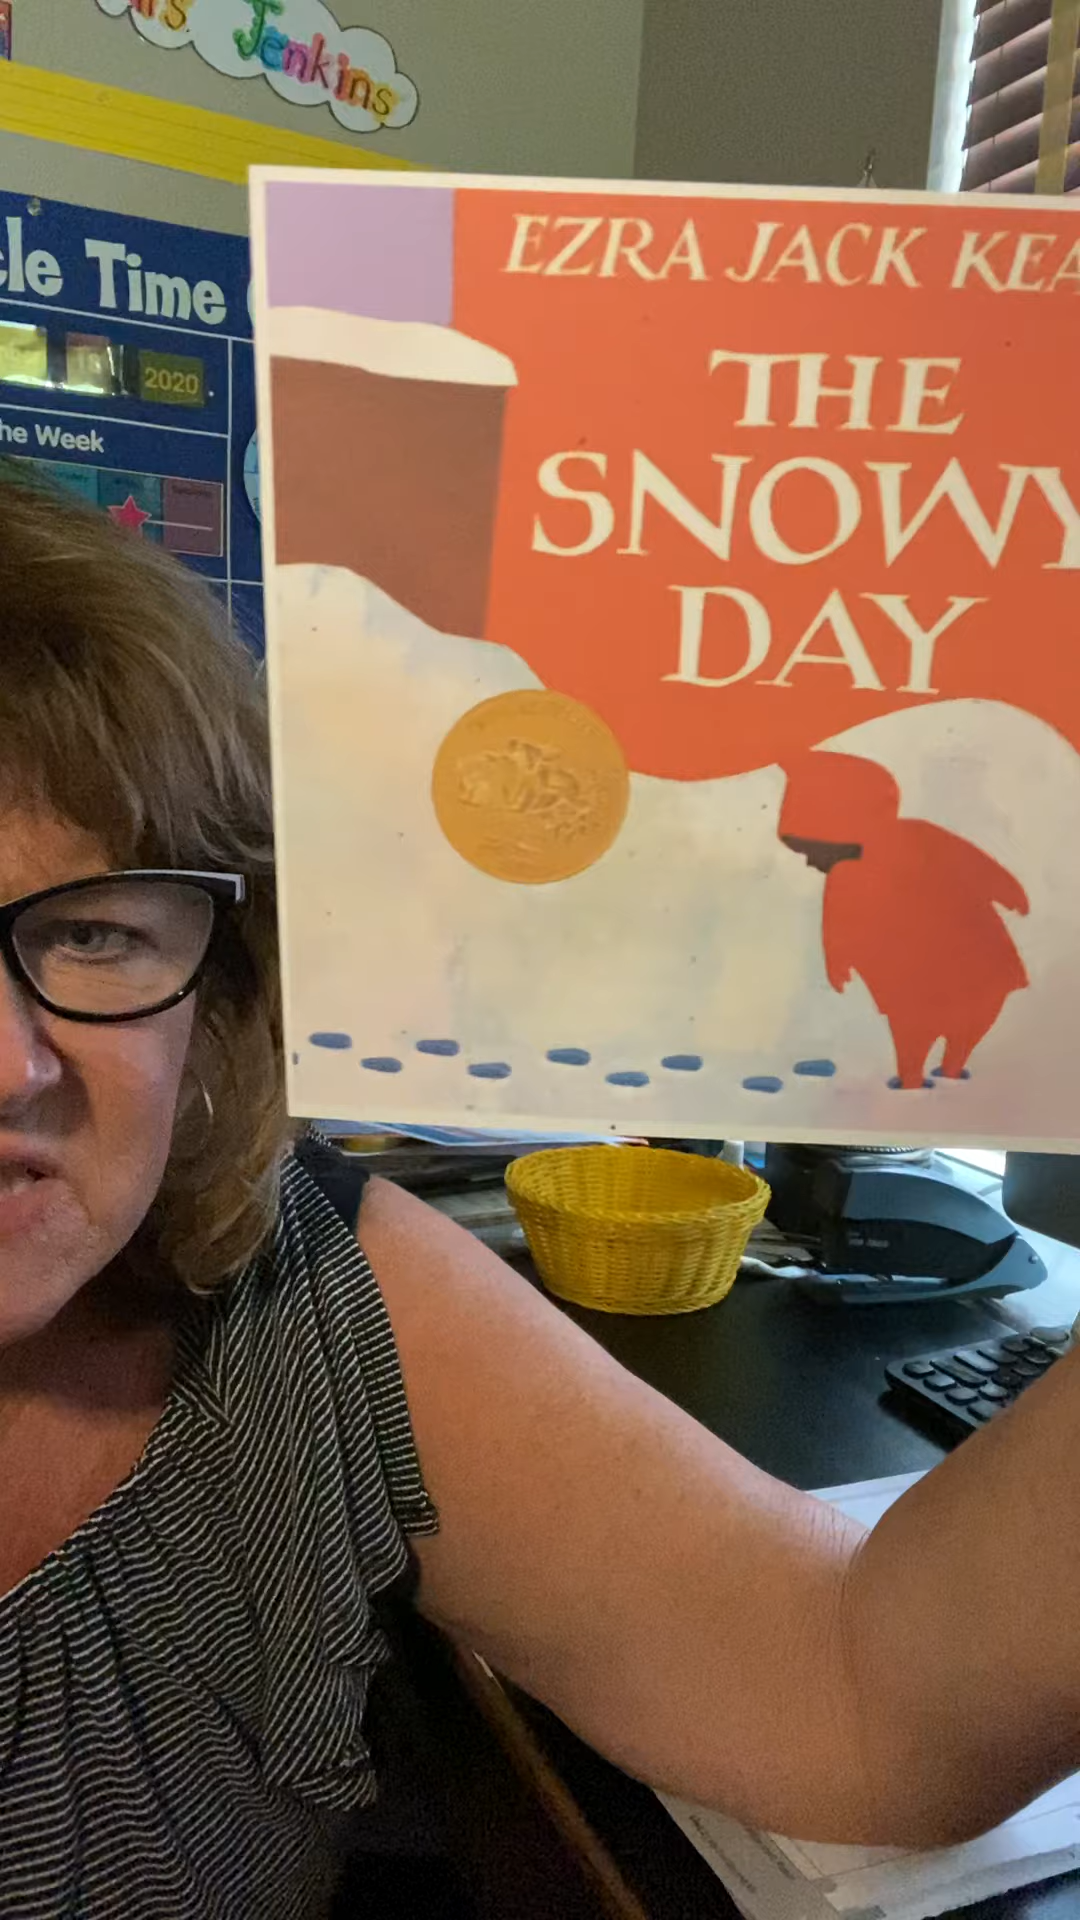 Jenkins
cle Time
2020
he Week
EZRA JACK KEA
THE
SNOWY
DAY